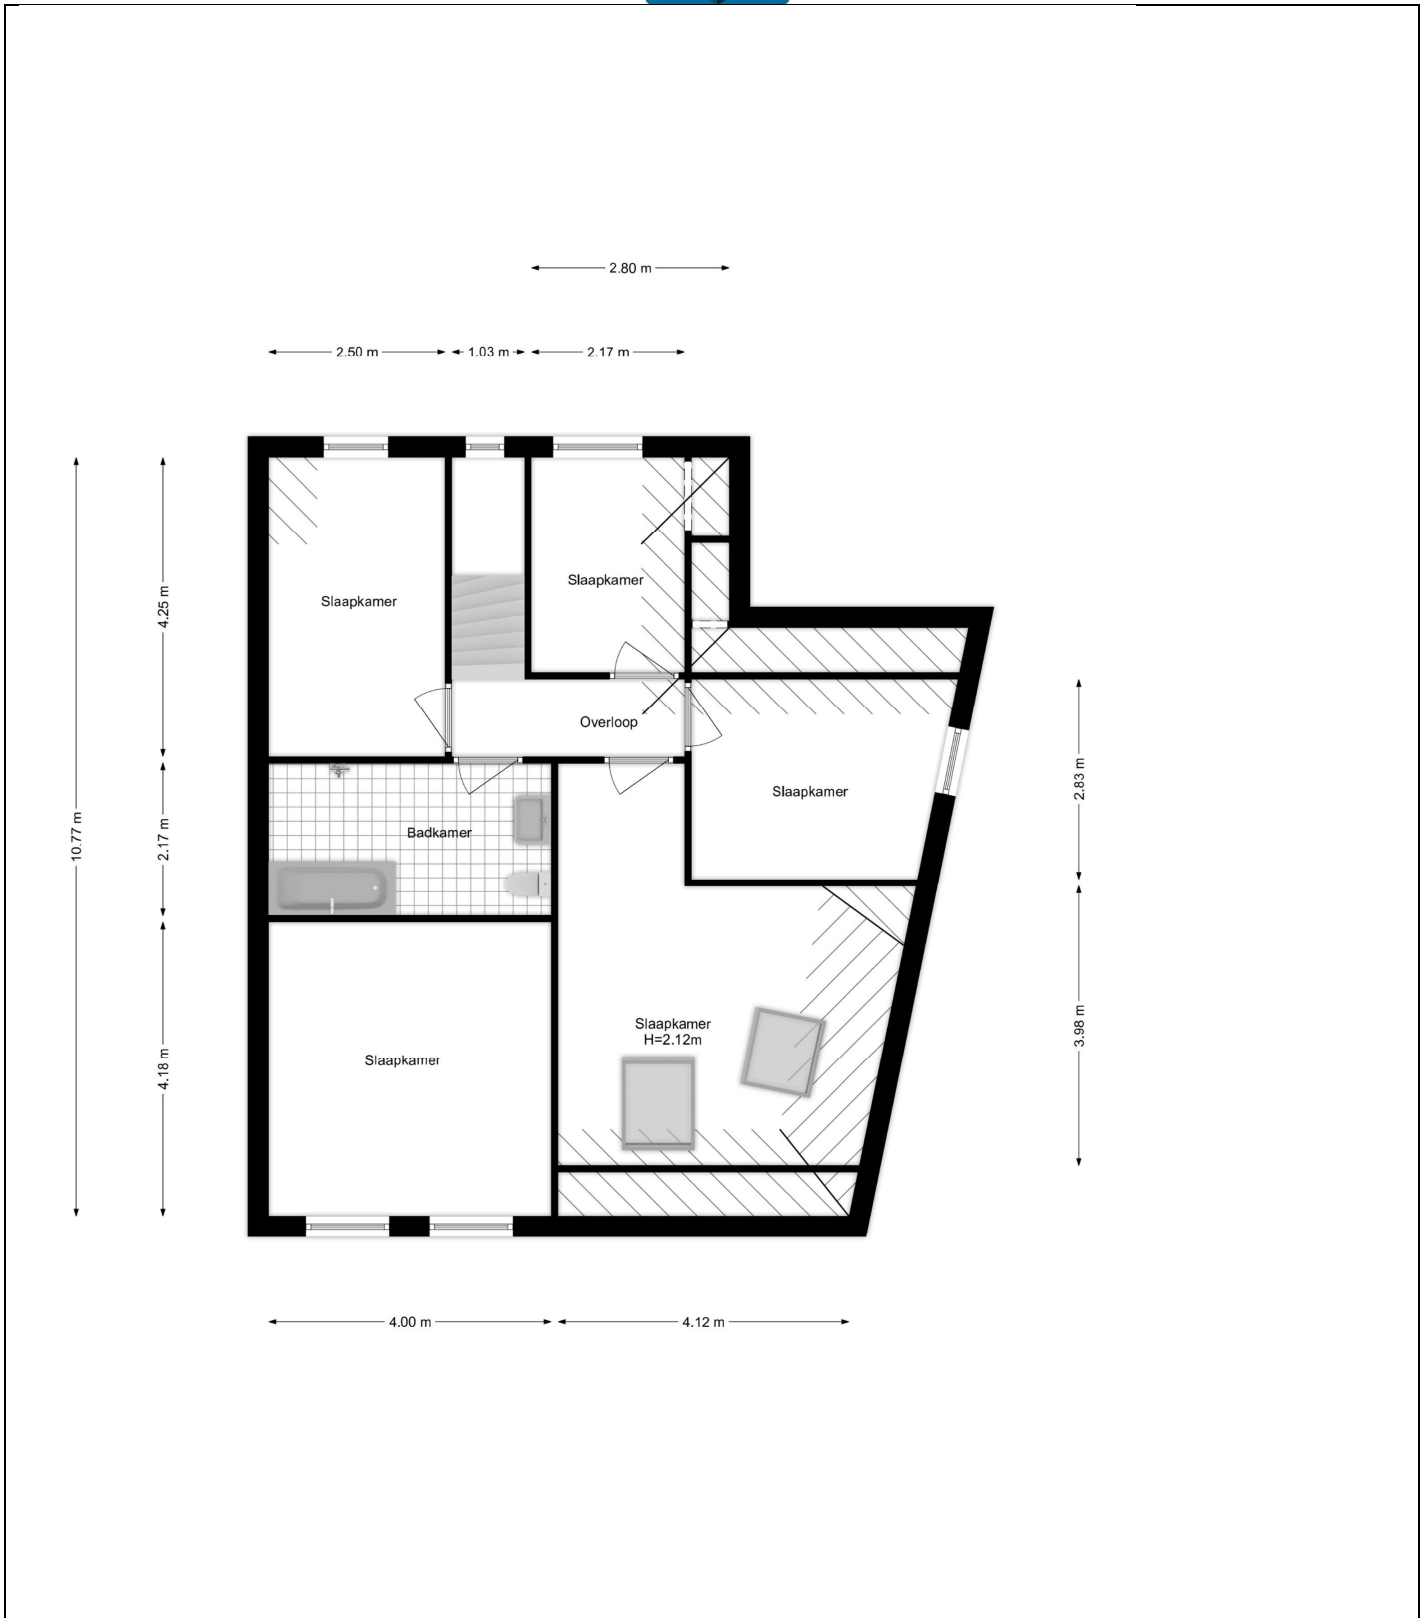 2.80 m
2.50 m
1.03 m
2.17 m
Slaapkamer
Slaapkamer
4.25 m
Overloop
Slaapkamer
2.83 m
10.77 m
2.17 m
Badkamer
Slaapkamer
H=2.12m
3.98 m
Slaapkamer
4.18 m
4.00 m
4.12 m